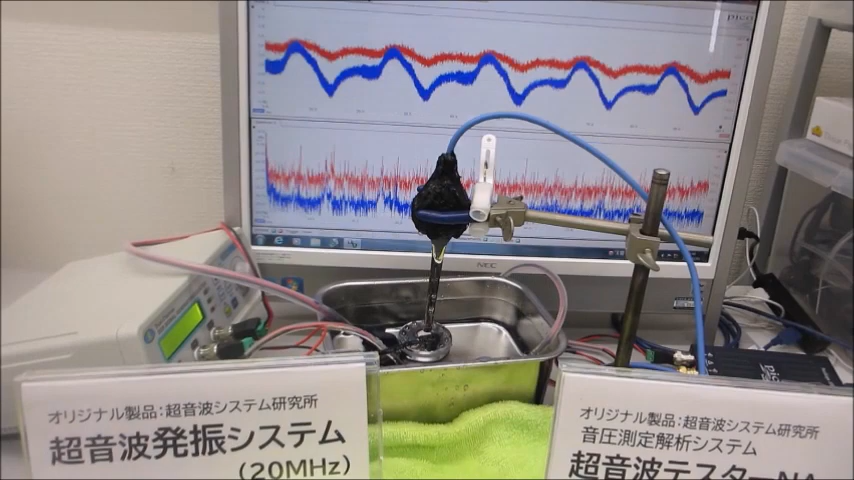 pico
NEC
オリジナル製品：超音波システム研究所
超音波発振システム
(20MHz)
オリジナル製品：超音波システム研究所
音圧測定解析システム
超音波テスターNA